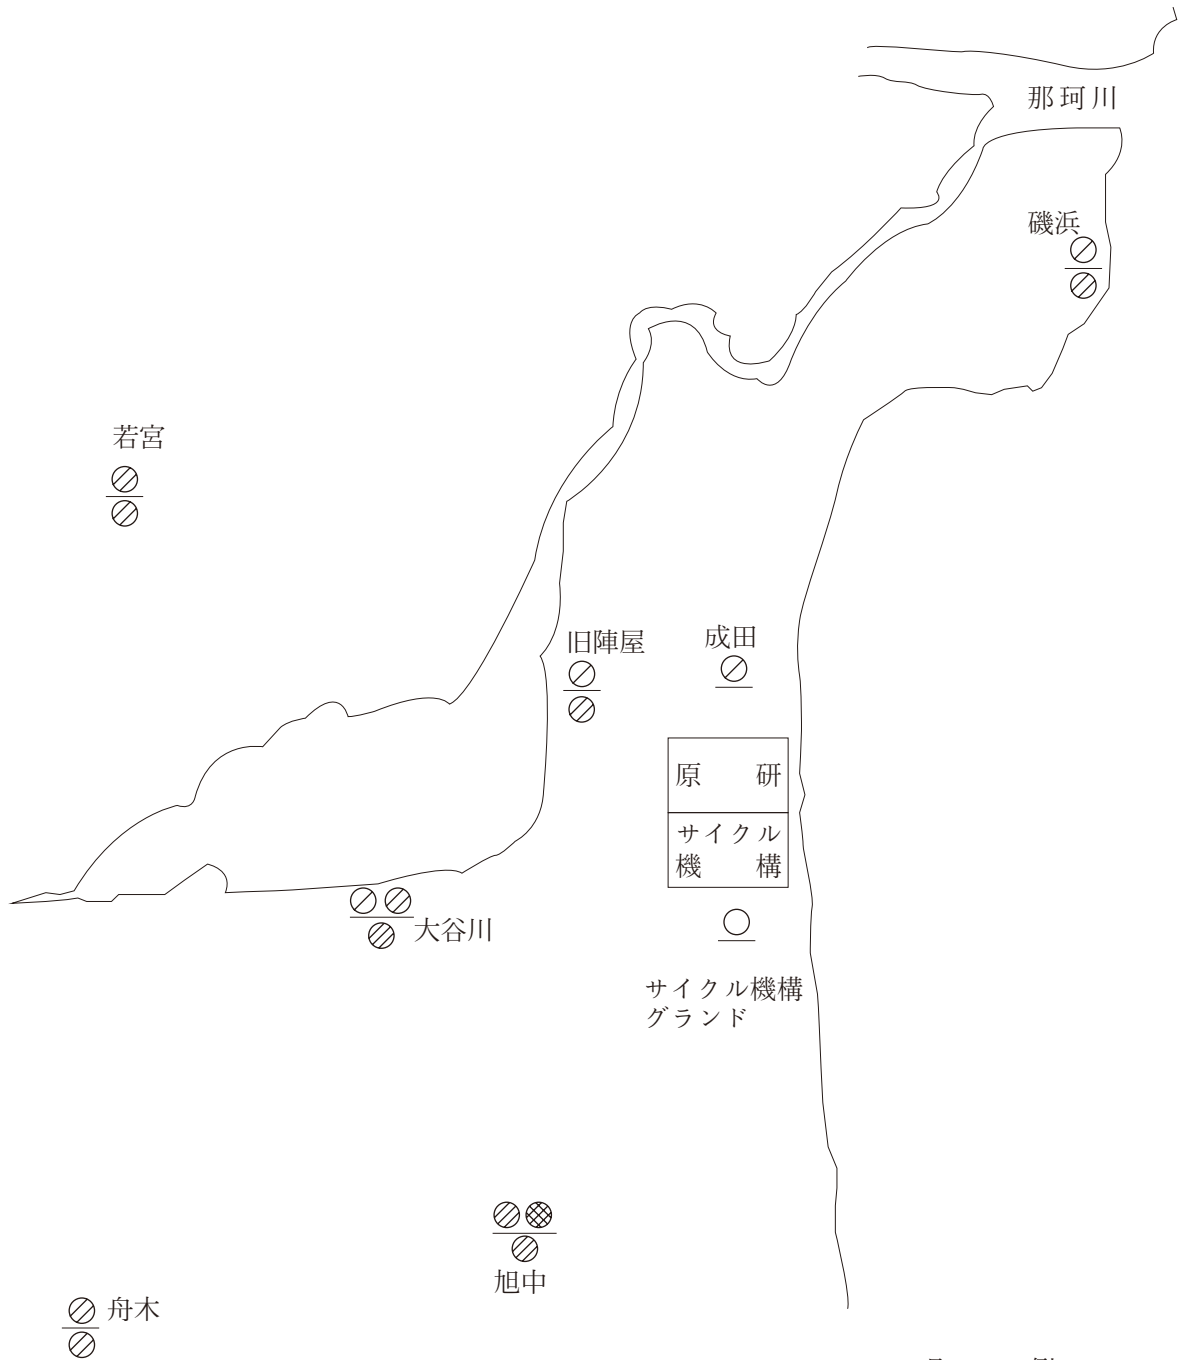 那珂川
磯浜
若宮
旧陣屋
成田
原研
サイクル
機構
大谷川
サイクル機構
グランド
旭中
舟木